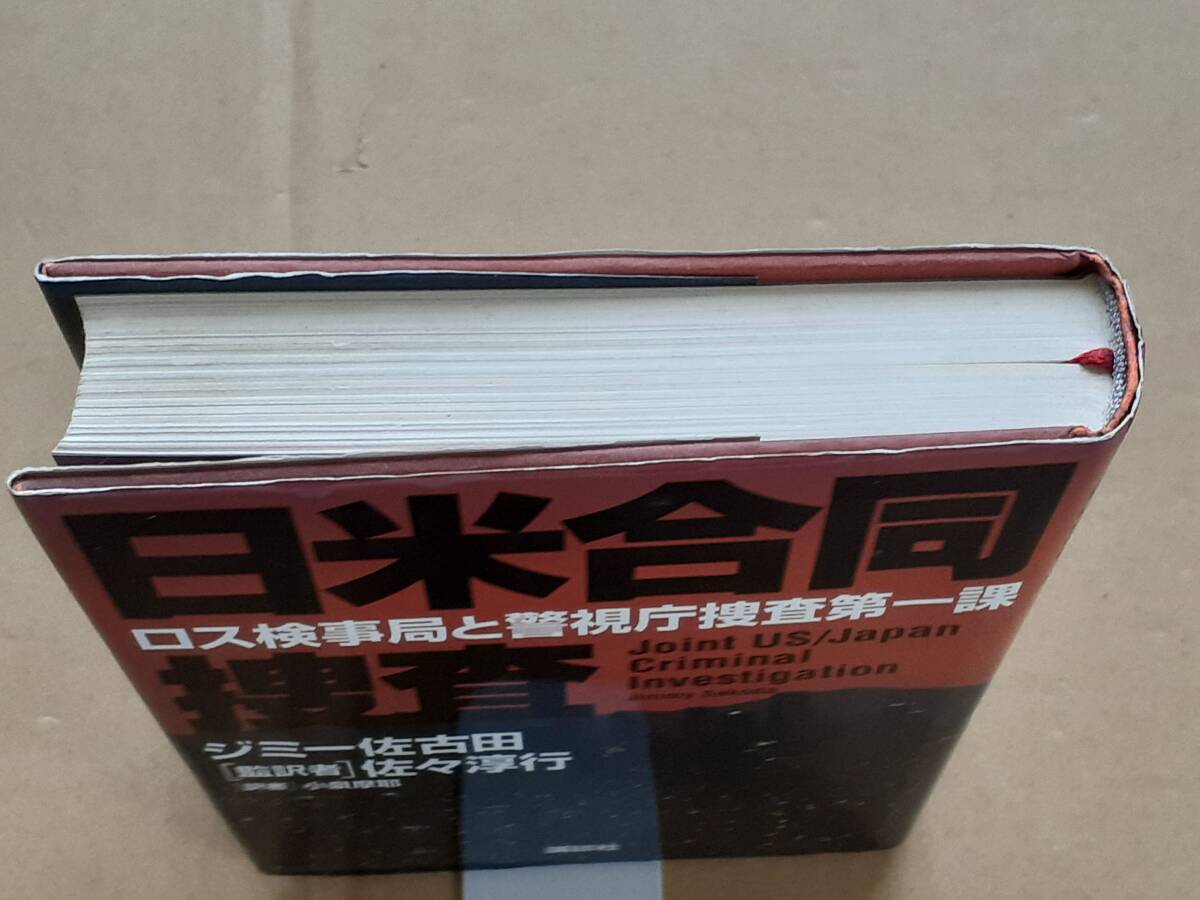 日米合同
ロス検事局と警視庁捜査第一課
捜査
Joint US/Japan
Criminal
Investigation
Jimmy Sakoda
ジミー佐古田
[監訳者]佐々淳行